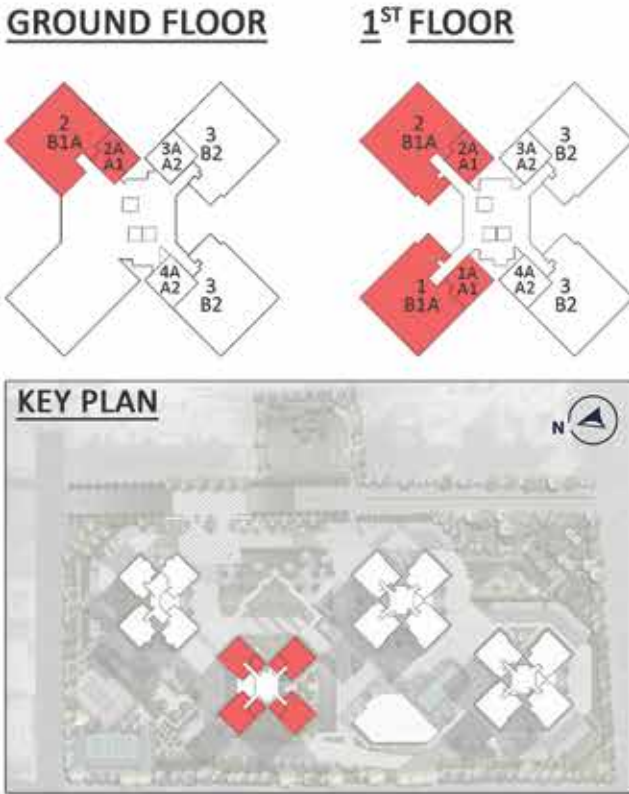 GROUND FLOOR
2
B1A
2A
A1
3A
A2
3
B2
4A
A2
3
B2
1ST FLOOR
2
B1A
2A
A1
3A
A2
3
B2
1
B1A
1A
A1
4A
A2
3
B2
KEY PLAN
N